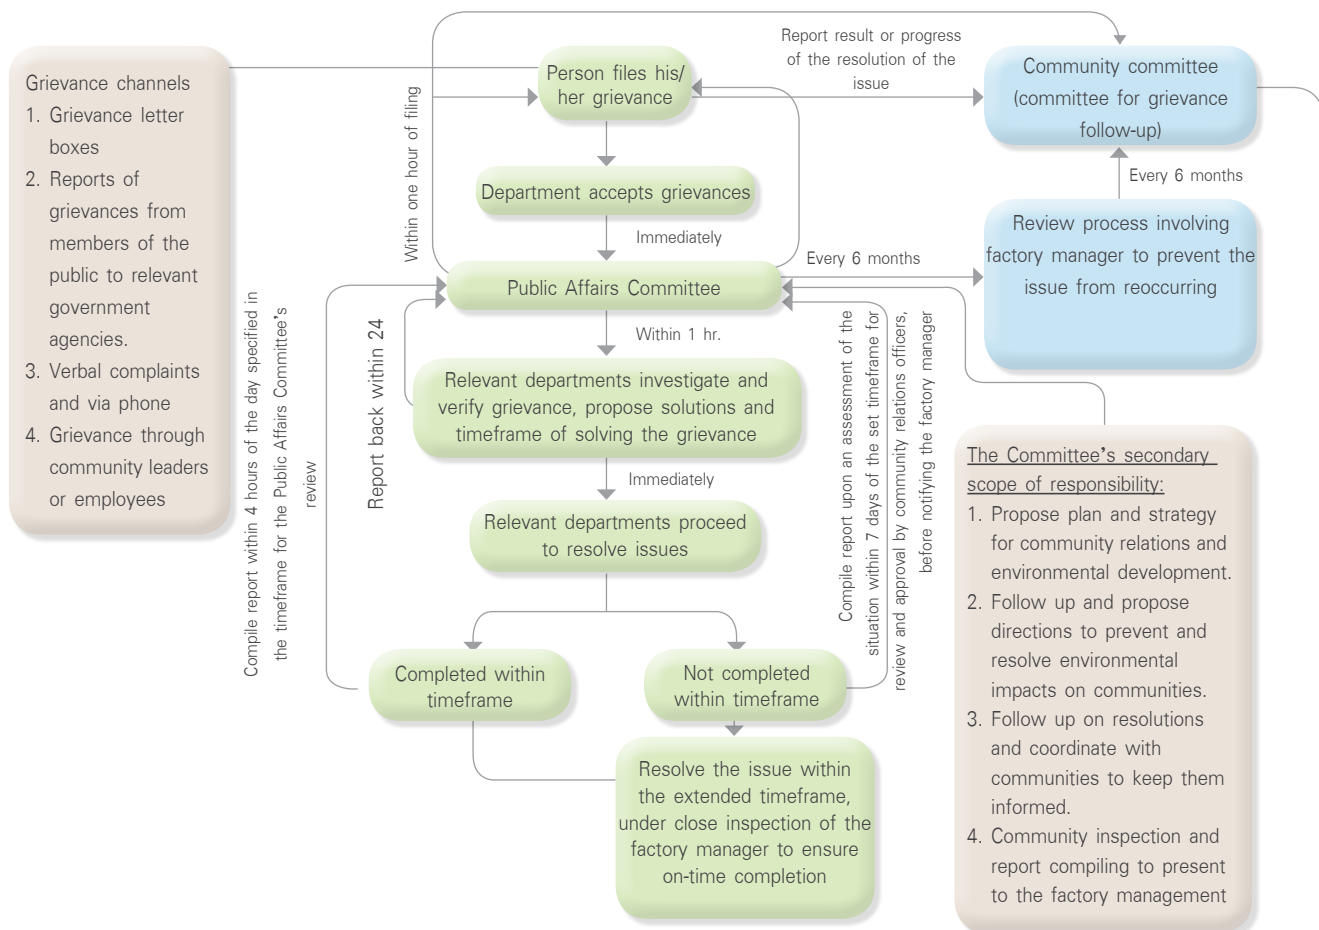 Grievance channels
1. Grievance letter
boxes
2. Reports of
grievances from
members of the
public to relevant
government
agencies.
3. Verbal complaints
and via phone
4. Grievance through
community leaders
or employees
Within one hour of filing
Person files his/
her grievance
Report result or progress
of the resolution of the
issue
Community committee
(committee for grievance
follow-up)
Department accepts grievances
Every 6 months
Immediately
Review process involving
factory manager to prevent the
issue from reoccurring
Every 6 months
Public Affairs Committee
Compile report within 4 hours of the day specified in
the timeframe for the Public Affairs Committee's
review
Report back within 24
Within 1 hr.
Relevant departments investigate and
verify grievance, propose solutions and
timeframe of solving the grievance
Immediately
Relevant departments proceed
to resolve issues
Compile report upon an assessment of the
situation within 7 days of the set timeframe for
review and approval by community relations officers,
before notifying the factory manager
Completed within
timeframe
Not completed
within timeframe
Resolve the issue within
the extended timeframe,
under close inspection of the
factory manager to ensure
on-time completion
The Committee's secondary
scope of responsibility:
1. Propose plan and strategy
for community relations and
environmental development.
2. Follow up and propose
directions to prevent and
resolve environmental
impacts on communities.
3. Follow up on resolutions
and coordinate with
communities to keep them
informed.
4. Community inspection and
report compiling to present
to the factory management